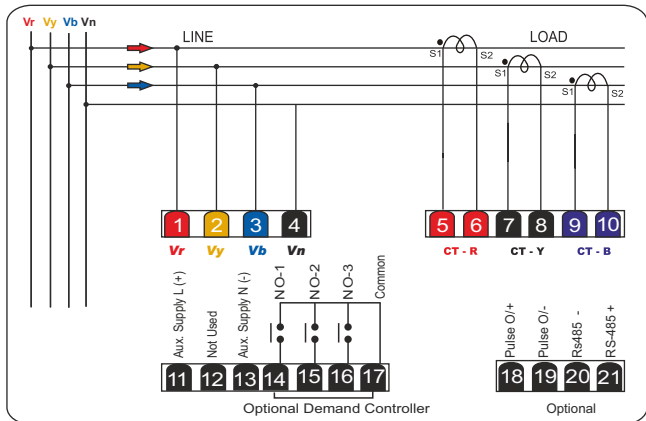 Vr Vy Vb Vn
LINE LOAD
S1 S2
S1 S2
S1 S2
1 2 3 4 5 6 7 8 9 10
Vr Vy Vb Vn CT - R CT - Y CT - B
Aux. Supply L (+)
Not Used
Aux. Supply N (-)
NO-1
NO-2
NO-3
Common
Pulse O/+
Pulse O/-
Rs485 -
RS-485 +
11 12 13 14 15 16 17 18 19 20 21
Optional Demand Controller Optional